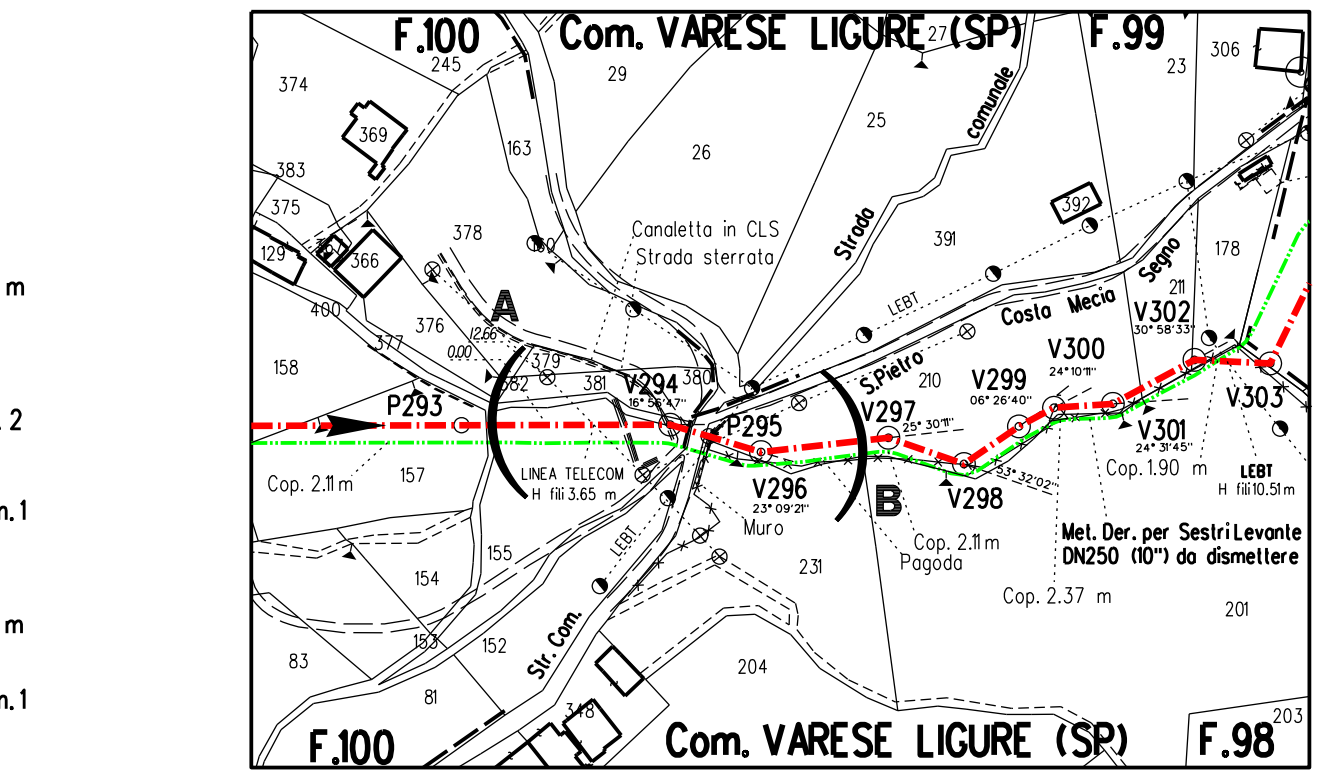 F.100
Com. VARESE LIGURE (SP)
F.99
245
374
29
27
23
306
369
163
26
25
Strada comunale
383
375
378
Canaletta in CLS
Strada sterrata
391
392
178
129
366
Segno
211
m
A
LEBT
Costa Mecia
V302
30° 58'33"
400
376
12.66
0.00
377
379
381
380
158
V294
16° 56'47"
S.Pietro
210
V300
24° 10'11"
V299
06° 26'40"
V303
P293
P295
V297
25° 30'11"
V301
24° 31'45"
2
157
Cop. 2.11 m
LINEA TELECOM
H fili 3.65 m
V296
23° 09'21"
B
V298
53° 32'02"
Cop. 1.90 m
LEBT
H fili 10.51 m
n.1
Muro
LEBT
Cop. 2.11 m
Pagoda
Met. Der. per Sestri Levante
DN250 (10") da dismettere
155
154
231
Cop. 2.37 m
201
m
153
152
83
Str. Com.
204
81
348
203
n.1
F.100
Com. VARESE LIGURE (SP)
F.98